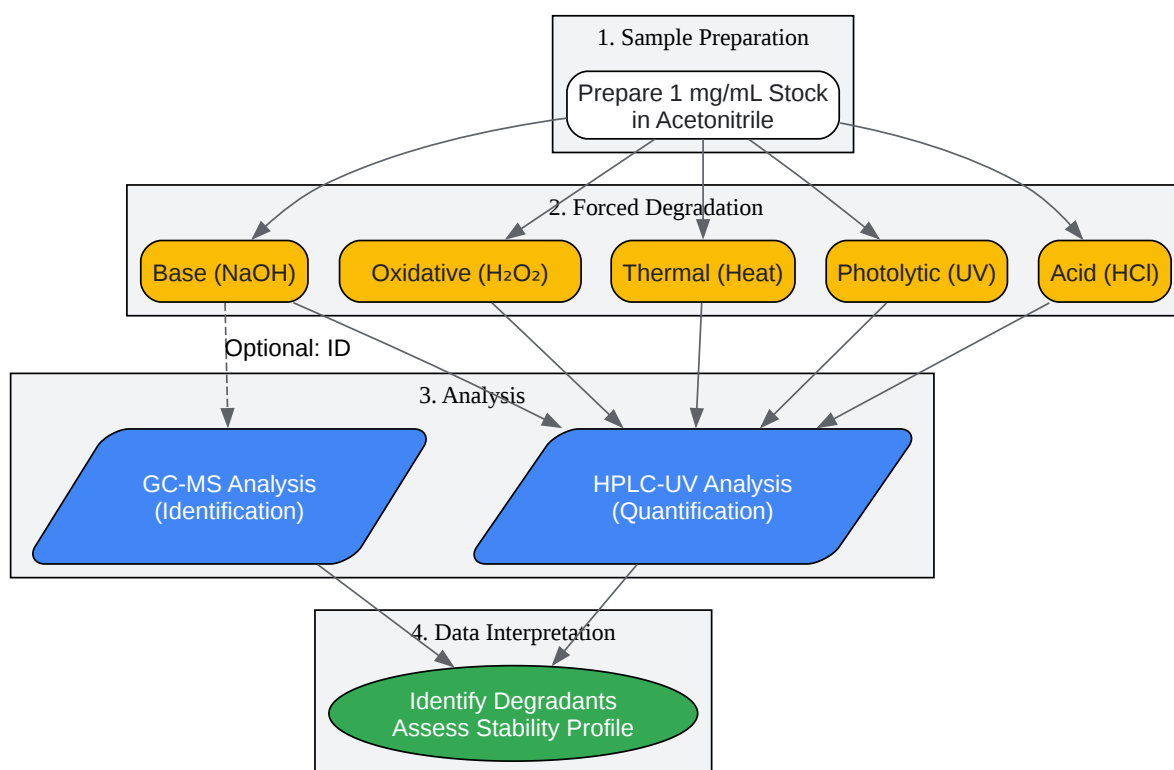 1. Sample Preparation
Prepare 1 mg/mL Stock
in Acetonitrile
2. Forced Degradation
Base (NaOH)
Oxidative (H₂O₂)
Thermal (Heat)
Photolytic (UV)
Acid (HCl)
Optional: ID
3. Analysis
GC-MS Analysis
(Identification)
HPLC-UV Analysis
(Quantification)
4. Data Interpretation
Identify Degradants
Assess Stability Profile